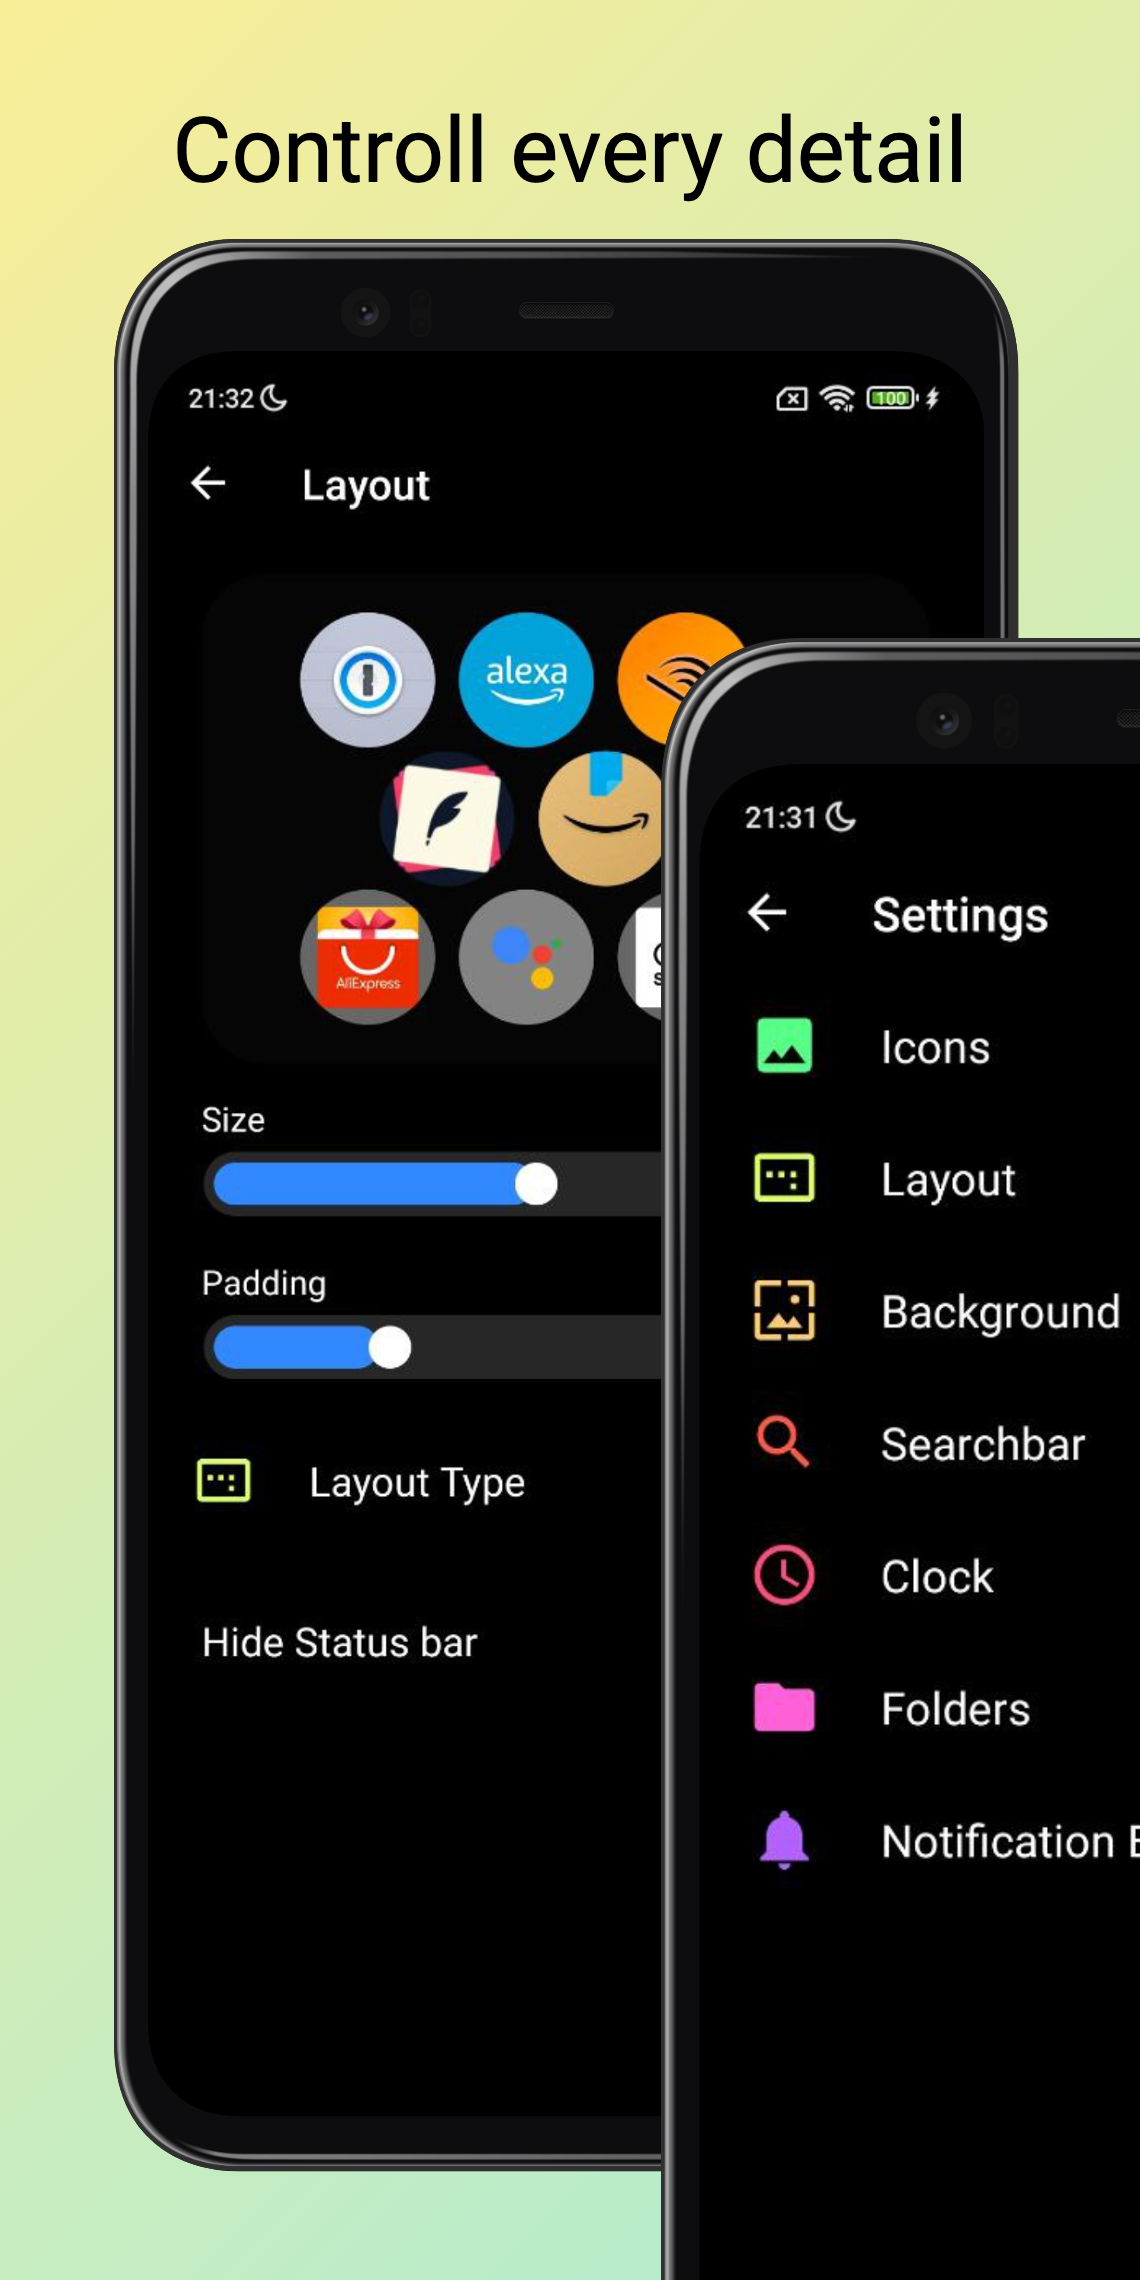 Controll every detail
21:32
100
Layout
alexa
AliExpress
Size
Padding
Layout Type
Hide Status bar
21:31
Settings
Icons
Layout
Background
Searchbar
Clock
Folders
Notification